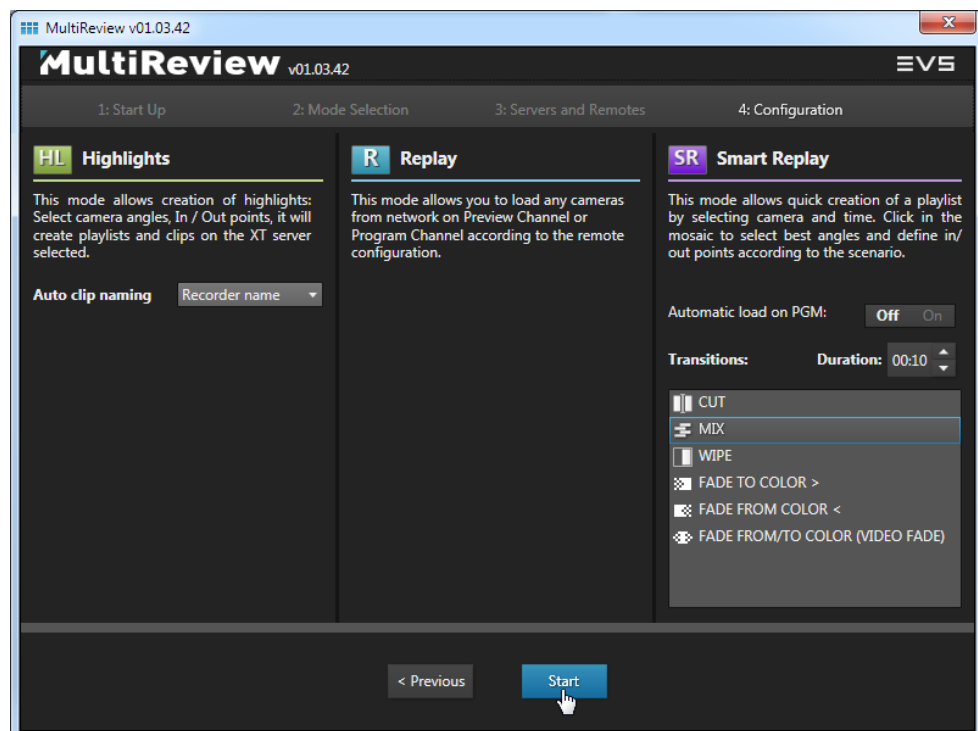 MultiReview v01.03.42
x
MultiReview v01.03.42
EVS
1: Start Up
2: Mode Selection
3: Servers and Remotes
4: Configuration
HL Highlights
This mode allows creation of highlights:
Select camera angles, In / Out points, it will
create playlists and clips on the XT server
selected.
Auto clip naming Recorder name
R Replay
This mode allows you to load any cameras
from network on Preview Channel or
Program Channel according to the remote
configuration.
SR Smart Replay
This mode allows quick creation of a playlist
by selecting camera and time. Click in the
mosaic to select best angles and define in/
out points according to the scenario.
Automatic load on PGM: Off On
Transitions: Duration: 00:10
CUT
MIX
WIPE
FADE TO COLOR >
FADE FROM COLOR <
FADE FROM/TO COLOR (VIDEO FADE)
< Previous
Start